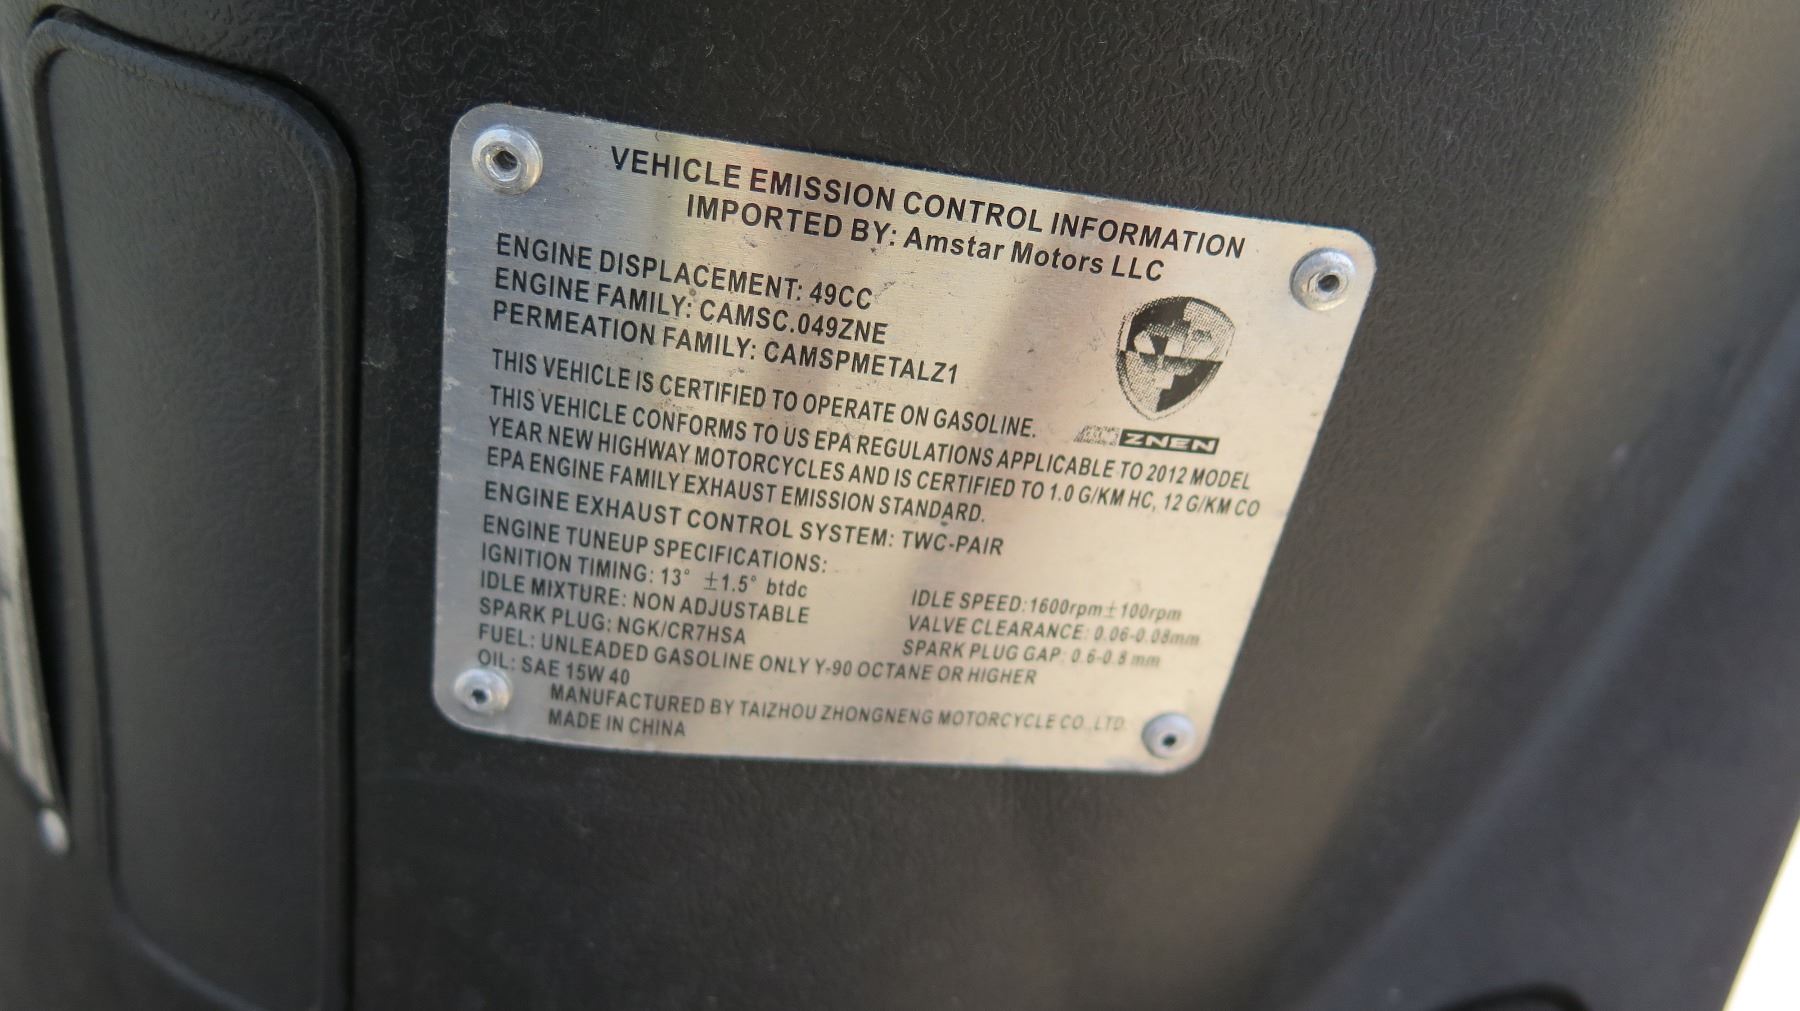 VEHICLE EMISSION CONTROL INFORMATION
IMPORTED BY: Amstar Motors LLC
ENGINE DISPLACEMENT: 49CC
ENGINE FAMILY: CAMSC.049ZNE
PERMEATION FAMILY: CAMSPMETALZ1
THIS VEHICLE IS CERTIFIED TO OPERATE ON GASOLINE.
ZNEN
THIS VEHICLE CONFORMS TO US EPA REGULATIONS APPLICABLE TO 2012 MODEL
YEAR NEW HIGHWAY MOTORCYCLES AND IS CERTIFIED TO 1.0 G/KM HC, 12 G/KM CO
EPA ENGINE FAMILY EXHAUST EMISSION STANDARD.
ENGINE EXHAUST CONTROL SYSTEM: TWC-PAIR
ENGINE TUNEUP SPECIFICATIONS:
IGNITION TIMING: 13° ±1.5° btdc
IDLE SPEED: 1600rpm±100rpm
IDLE MIXTURE: NON ADJUSTABLE
VALVE CLEARANCE: 0.06-0.08mm
SPARK PLUG: NGK/CR7HSA
SPARK PLUG GAP: 0.6-0.8 mm
FUEL: UNLEADED GASOLINE ONLY Y-90 OCTANE OR HIGHER
OIL: SAE 15W 40
MANUFACTURED BY TAIZHOU ZHONGNENG MOTORCYCLE CO.,LTD.
MADE IN CHINA